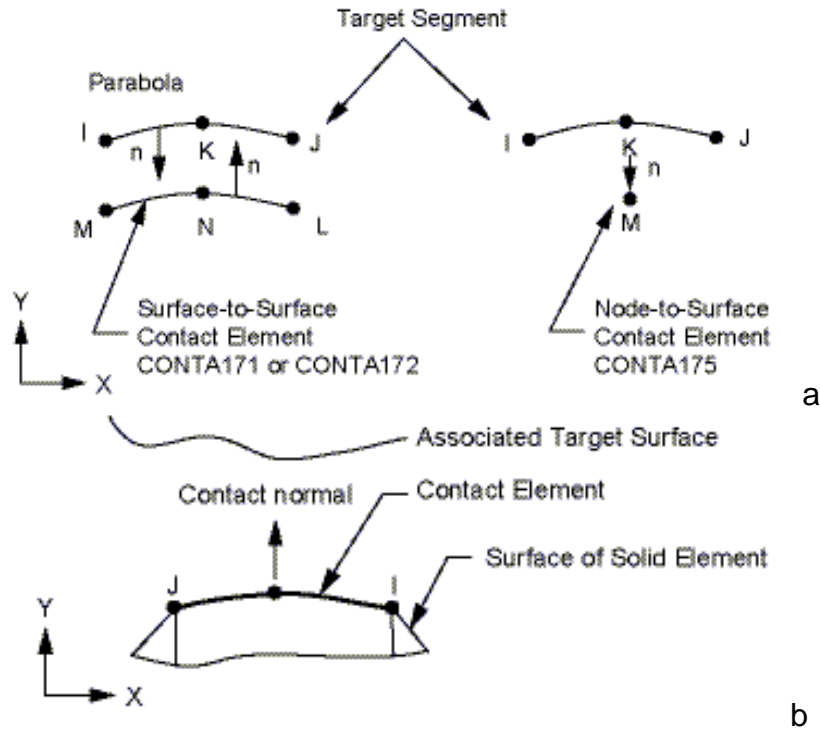 Target Segment
Parabola
I
K
J
n
n
M
N
L
I
K
J
n
M
Surface-to-Surface
Contact Element
CONTA171 or CONTA172
Node-to-Surface
Contact Element
CONTA175
Y
X
a
Associated Target Surface
Contact normal
Contact Element
Surface of Solid Element
J
I
Y
X
b